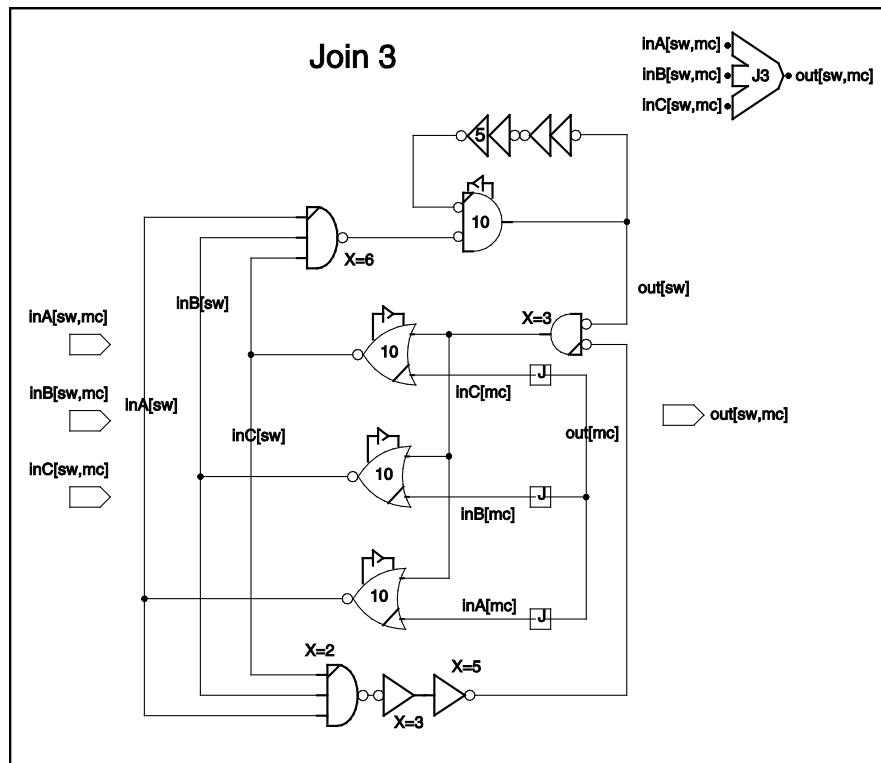 Join 3
inA[sw,mc]
inB[sw,mc]
inC[sw,mc]
J3
out[sw,mc]
5
10
X=6
inB[sw]
out[sw]
X=3
inA[sw,mc]
10
J
inC[mc]
inB[sw,mc]
inA[sw]
out[mc]
out[sw,mc]
inC[sw]
inC[sw,mc]
10
J
inB[mc]
10
J
inA[mc]
X=2
X=5
X=3